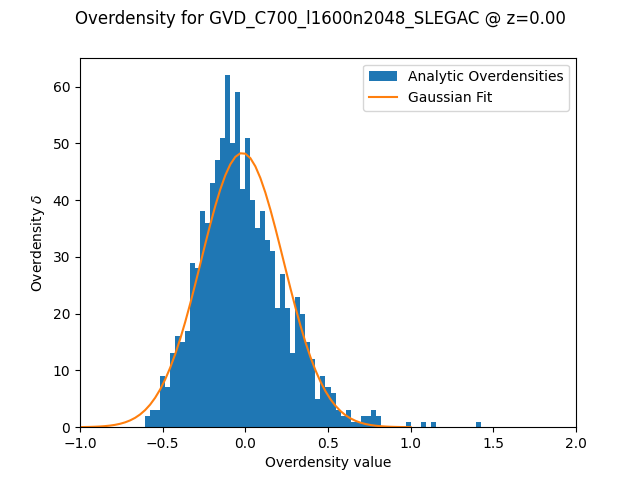 Overdensity for GVD_C700_l1600n2048_SLEGAC @ z=0.00
Analytic Overdensities
Gaussian Fit
Overdensity δ
60
50
40
30
20
10
0
−1.0 −0.5 0.0 0.5 1.0 1.5 2.0
Overdensity value